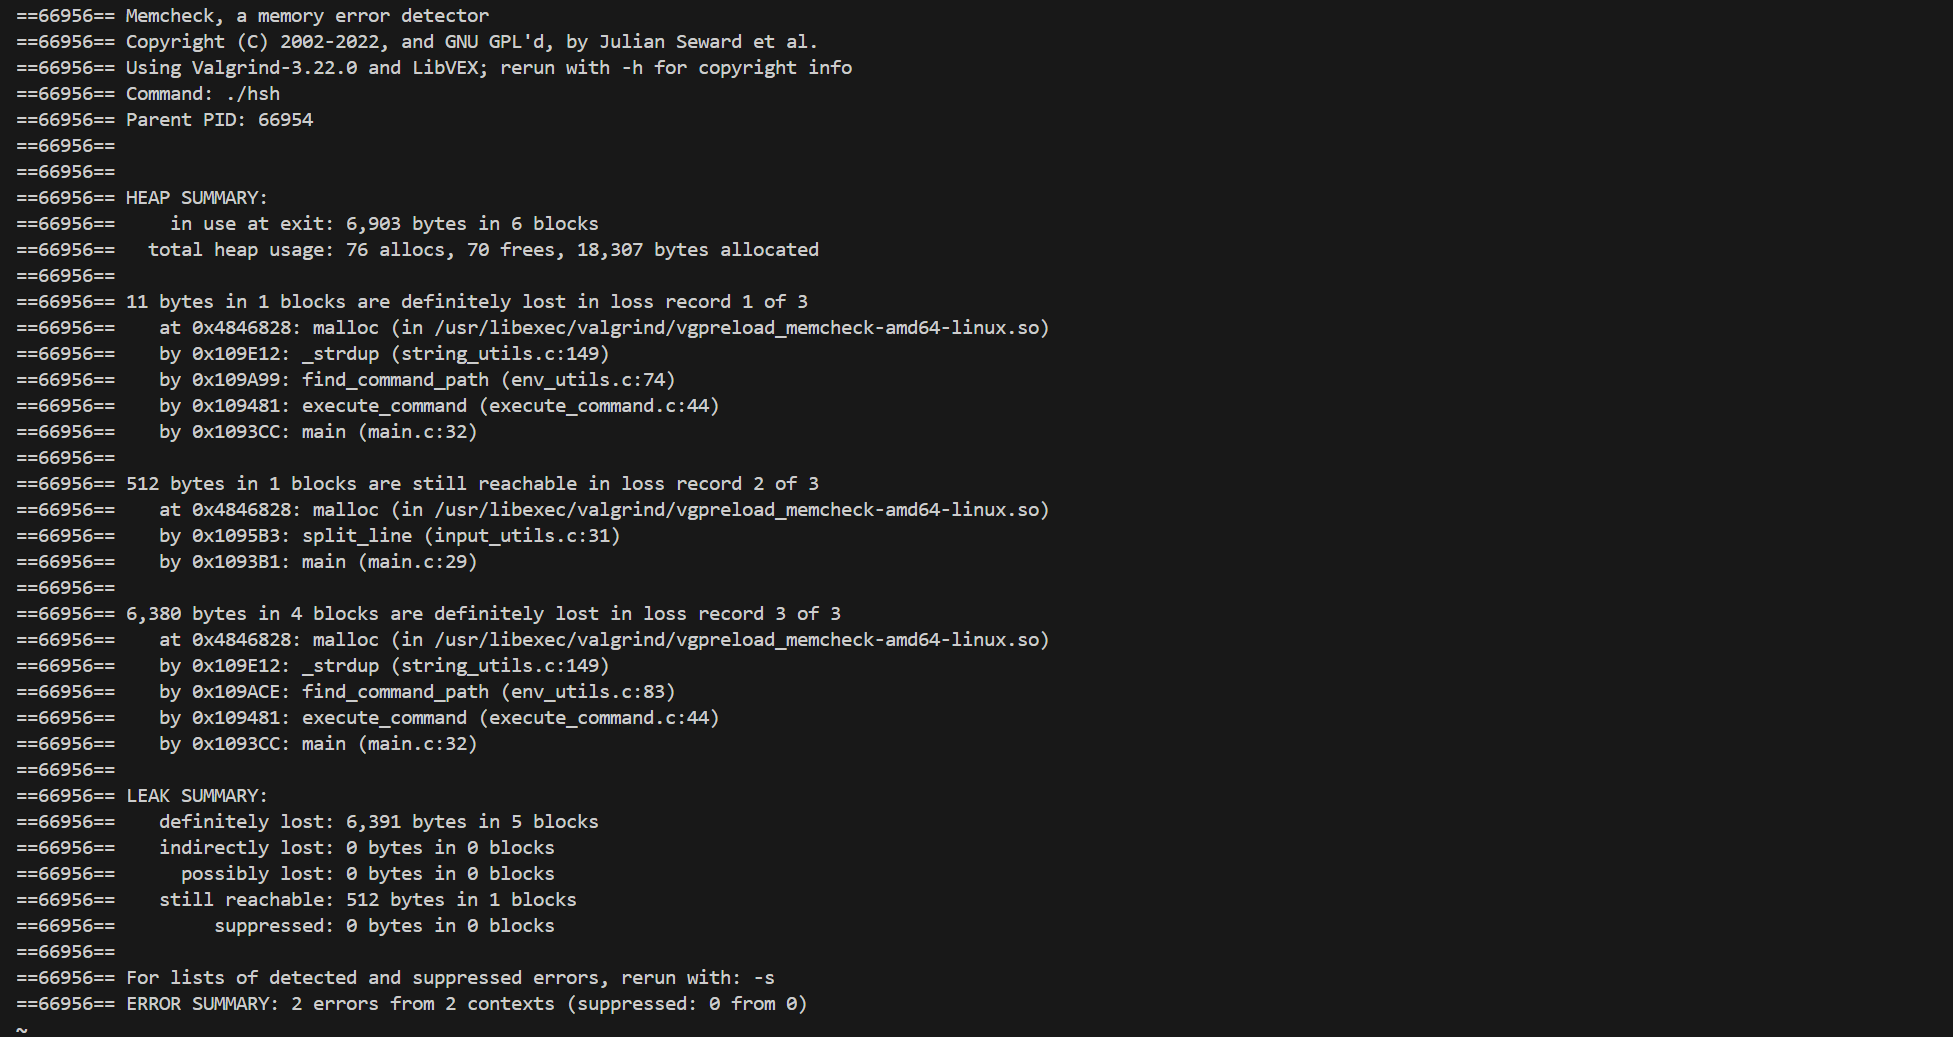 ==66956== Memcheck, a memory error detector
==66956== Copyright (C) 2002-2022, and GNU GPL'd, by Julian Seward et al.
==66956== Using Valgrind-3.22.0 and LibVEX; rerun with -h for copyright info
==66956== Command: ./hsh
==66956== Parent PID: 66954
==66956==
==66956==
==66956== HEAP SUMMARY:
==66956==     in use at exit: 6,903 bytes in 6 blocks
==66956==   total heap usage: 76 allocs, 70 frees, 18,307 bytes allocated
==66956==
==66956== 11 bytes in 1 blocks are definitely lost in loss record 1 of 3
==66956==    at 0x4846828: malloc (in /usr/libexec/valgrind/vgpreload_memcheck-amd64-linux.so)
==66956==    by 0x109E12: _strdup (string_utils.c:149)
==66956==    by 0x109A99: find_command_path (env_utils.c:74)
==66956==    by 0x109481: execute_command (execute_command.c:44)
==66956==    by 0x1093CC: main (main.c:32)
==66956==
==66956== 512 bytes in 1 blocks are still reachable in loss record 2 of 3
==66956==    at 0x4846828: malloc (in /usr/libexec/valgrind/vgpreload_memcheck-amd64-linux.so)
==66956==    by 0x1095B3: split_line (input_utils.c:31)
==66956==    by 0x1093B1: main (main.c:29)
==66956==
==66956== 6,380 bytes in 4 blocks are definitely lost in loss record 3 of 3
==66956==    at 0x4846828: malloc (in /usr/libexec/valgrind/vgpreload_memcheck-amd64-linux.so)
==66956==    by 0x109E12: _strdup (string_utils.c:149)
==66956==    by 0x109ACE: find_command_path (env_utils.c:83)
==66956==    by 0x109481: execute_command (execute_command.c:44)
==66956==    by 0x1093CC: main (main.c:32)
==66956==
==66956== LEAK SUMMARY:
==66956==    definitely lost: 6,391 bytes in 5 blocks
==66956==    indirectly lost: 0 bytes in 0 blocks
==66956==      possibly lost: 0 bytes in 0 blocks
==66956==    still reachable: 512 bytes in 1 blocks
==66956==         suppressed: 0 bytes in 0 blocks
==66956==
==66956== For lists of detected and suppressed errors, rerun with: -s
==66956== ERROR SUMMARY: 2 errors from 2 contexts (suppressed: 0 from 0)
~